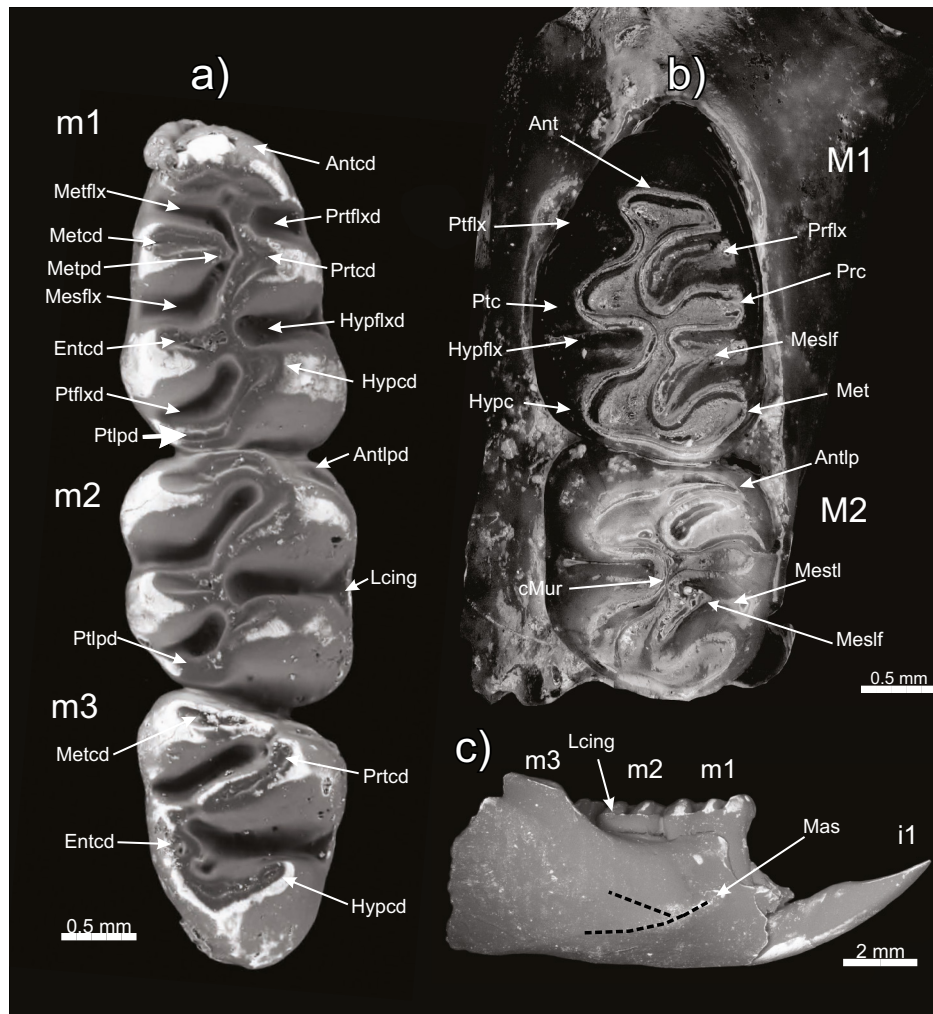 a)
m1
Antcd
Metflx
Prtflxd
Metcd
Metpd
Prtcd
Mesflx
Hypflxd
Entcd
Hypcd
Ptflxd
Ptlpd
Antlpd
m2
Lcing
Ptlpd
m3
Metcd
Prtcd
Entcd
Hypcd
0.5 mm
b)
Ant
M1
Ptflx
Prflx
Ptc
Prc
Hypflx
Meslf
Hypc
Met
Antlp
M2
cMur
Mestl
Meslf
0.5 mm
c)
Lcing
m3
m2
m1
Mas
i1
2 mm